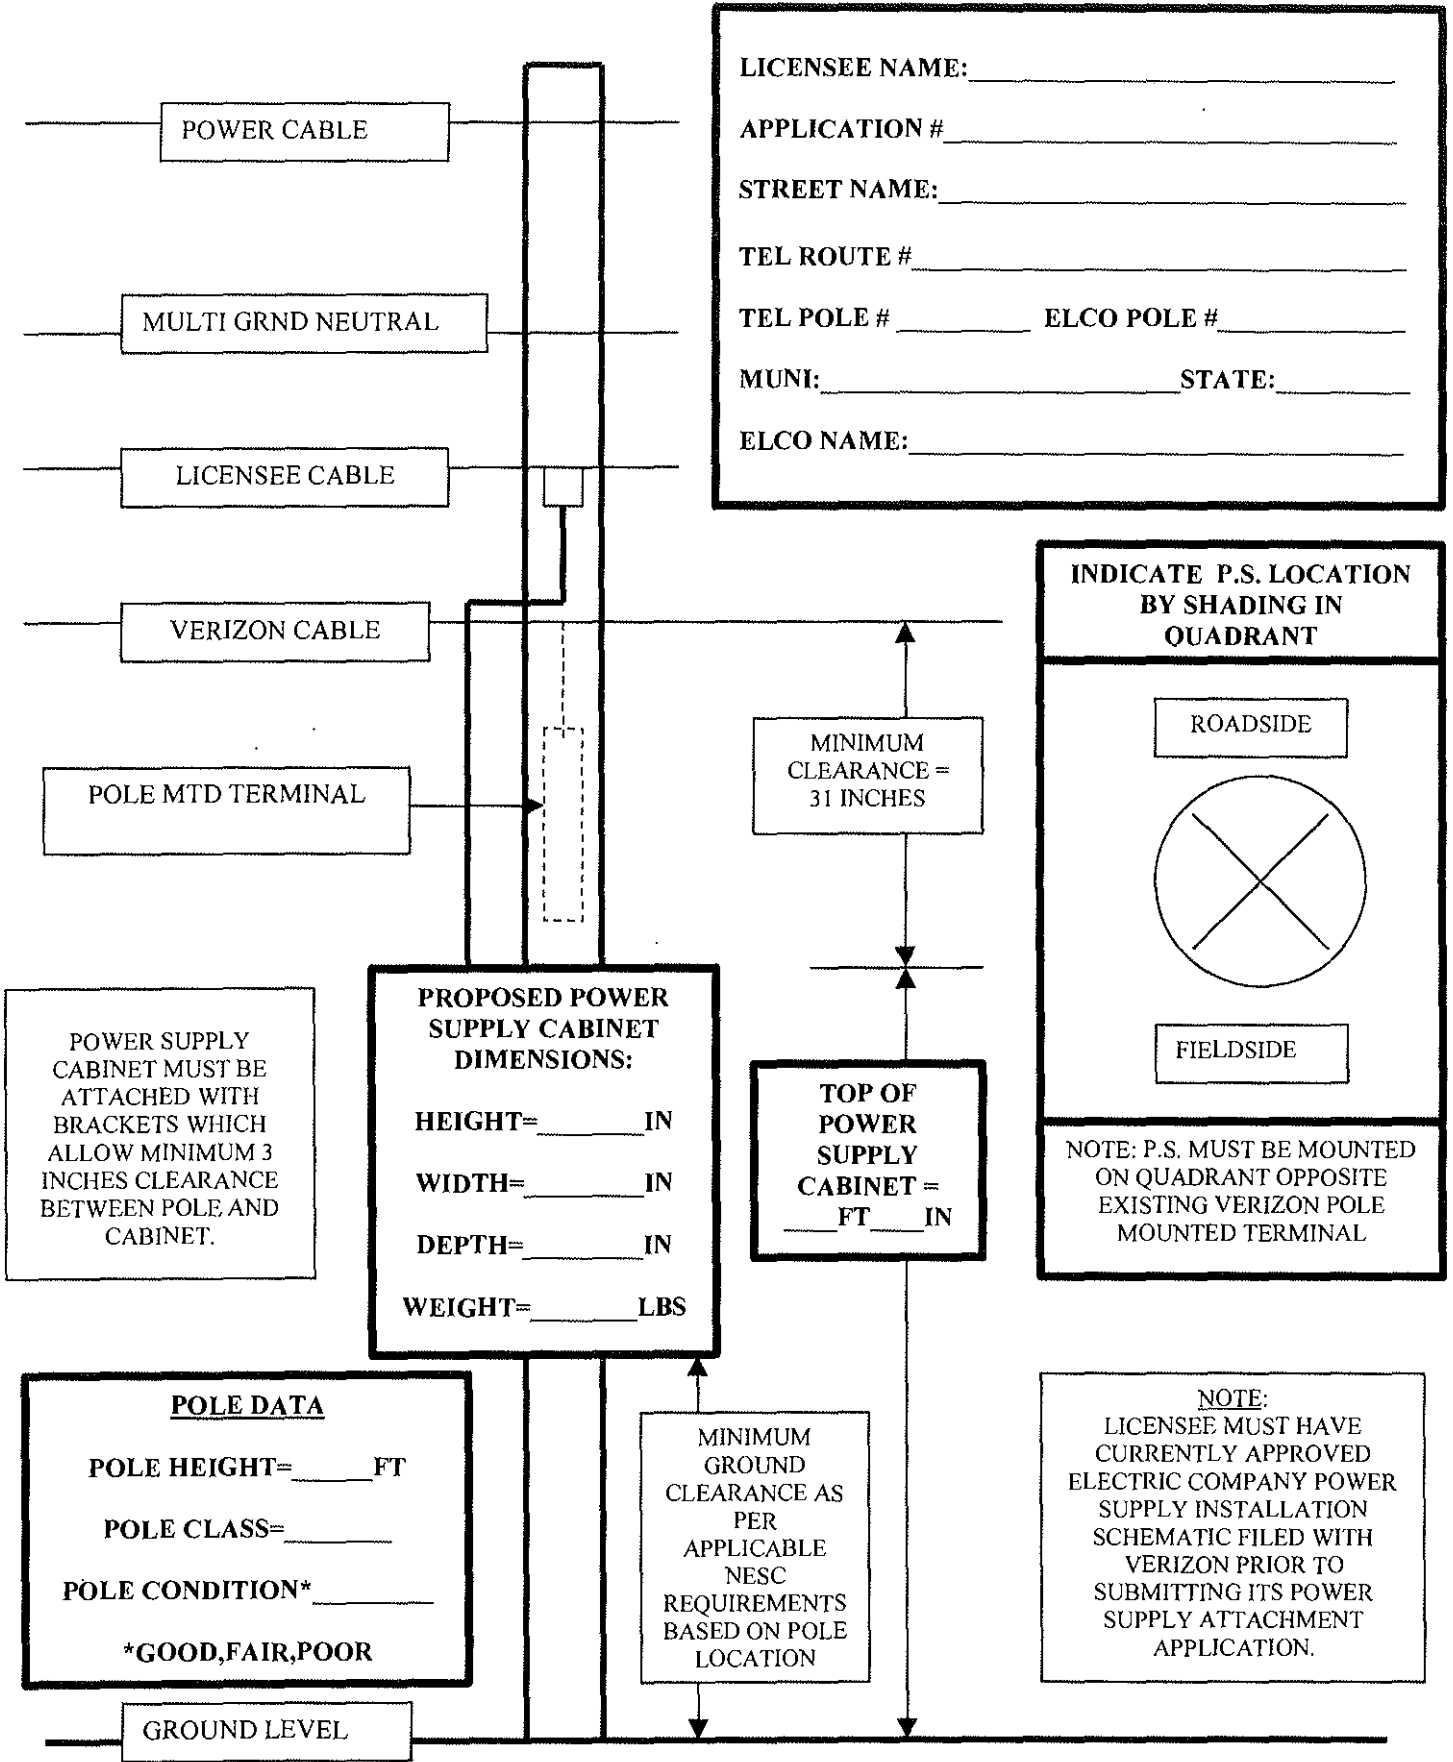 LICENSEE NAME:
APPLICATION #
STREET NAME:
TEL ROUTE #
TEL POLE # ELCO POLE #
MUNI: STATE:
ELCO NAME:
POWER CABLE
MULTI GRND NEUTRAL
LICENSEE CABLE
VERIZON CABLE
POLE MTD TERMINAL
MINIMUM
CLEARANCE =
31 INCHES
INDICATE P.S. LOCATION
BY SHADING IN
QUADRANT
ROADSIDE
FIELDSIDE
NOTE: P.S. MUST BE MOUNTED
ON QUADRANT OPPOSITE
EXISTING VERIZON POLE
MOUNTED TERMINAL
POWER SUPPLY
CABINET MUST BE
ATTACHED WITH
BRACKETS WHICH
ALLOW MINIMUM 3
INCHES CLEARANCE
BETWEEN POLE AND
CABINET.
PROPOSED POWER
SUPPLY CABINET
DIMENSIONS:
HEIGHT= IN
WIDTH= IN
DEPTH= IN
WEIGHT= LBS
TOP OF
POWER
SUPPLY
CABINET =
FT IN
POLE DATA
POLE HEIGHT= FT
POLE CLASS=
POLE CONDITION*
*GOOD,FAIR,POOR
MINIMUM
GROUND
CLEARANCE AS
PER
APPLICABLE
NESC
REQUIREMENTS
BASED ON POLE
LOCATION
NOTE:
LICENSEE MUST HAVE
CURRENTLY APPROVED
ELECTRIC COMPANY POWER
SUPPLY INSTALLATION
SCHEMATIC FILED WITH
VERIZON PRIOR TO
SUBMITTING ITS POWER
SUPPLY ATTACHMENT
APPLICATION.
GROUND LEVEL